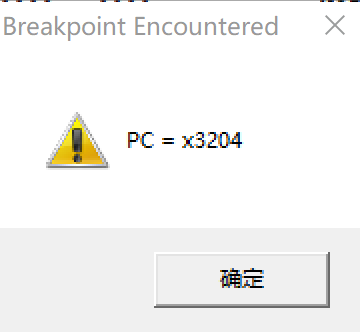 Breakpoint Encountered
PC = x3204
确定